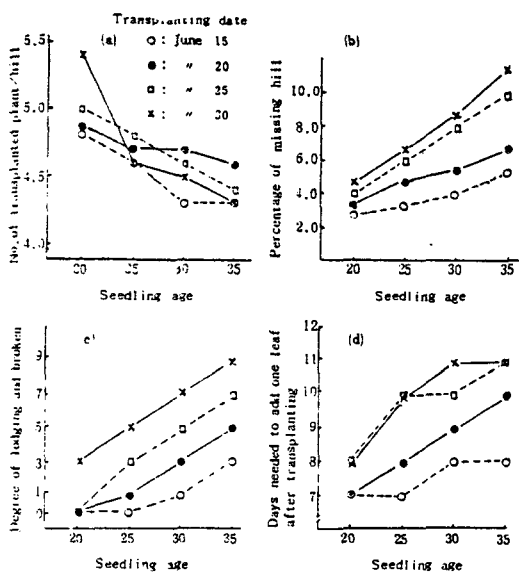 Transplanting date
(a)
○ : June 15
● : " 20
□ : " 25
x : " 30
No. of transplanted plant/hill
5.5
5.0
4.5
4.0
20 25 30 35
Seedling age
(b)
Percentage of missing hill
10.0
8.0
6.0
4.0
2.0
20 25 30 35
Seedling age
c)
Degree of lodging and broken
9
7
5
3
1
0
20 25 30 35
Seedling age
(d)
Days needed to add one leaf
after transplanting
11
10
9
8
7
20 25 30 35
Seedling age